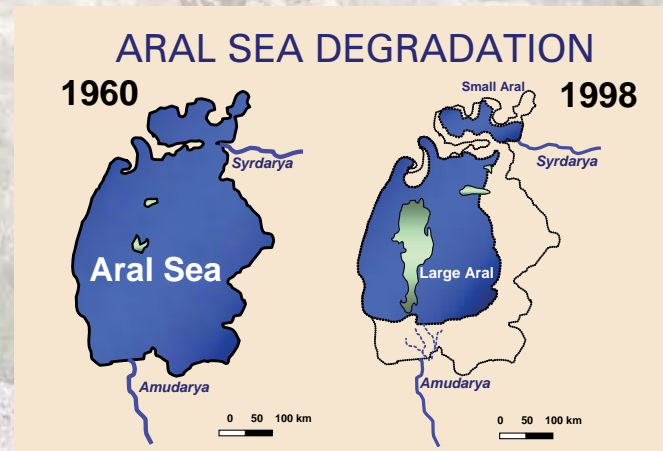 ARAL SEA DEGRADATION
1960
Syrdarya
Aral Sea
Amudarya
0 50 100 km
Small Aral
1998
Syrdarya
Large Aral
Amudarya
0 50 100 km